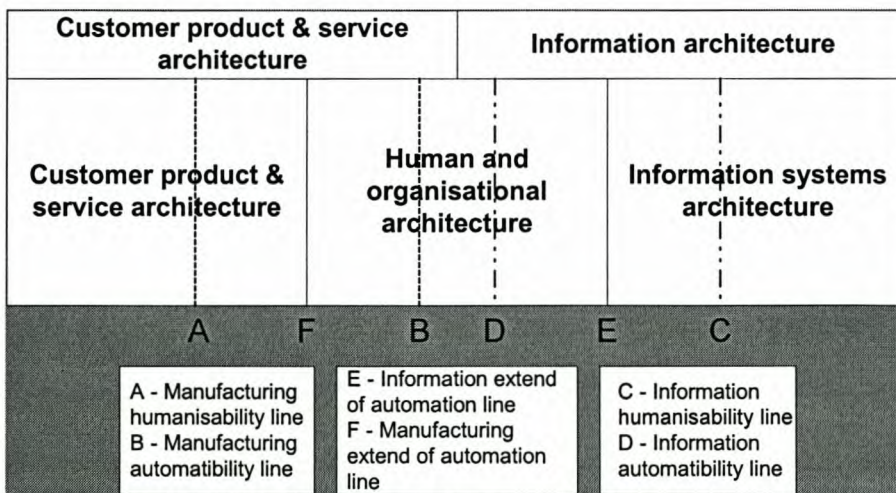 Customer product & service
architecture
Information architecture
Customer product &
service architecture
Human and
organisational
architecture
Information systems
architecture
A F B D E C
A - Manufacturing
humanisability line
B - Manufacturing
automatibility line
E - Information extend
of automation line
F - Manufacturing
extend of automation
line
C - Information
humanisability line
D - Information
automatibility line